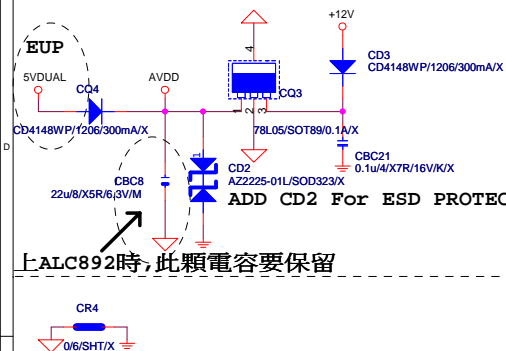 +12V
EUP
4
CD3
CD4148WP/1206/300mA/X
5VDUAL
AVDD
CQ4
CQ3
1
2
3
CD4148WP/1206/300mA/X
78L05/SOT89/0.1A/X
D
CBC21
0.1u/4/X7R/16V/K/X
1
CD2
CBC8
AZ2225-01L/SOD323/X
22u/8/X5R/6.3V/M
ADD CD2 For ESD PROTEC
上ALC892時,此顆電容要保留
CR4
0/6/SHT/X